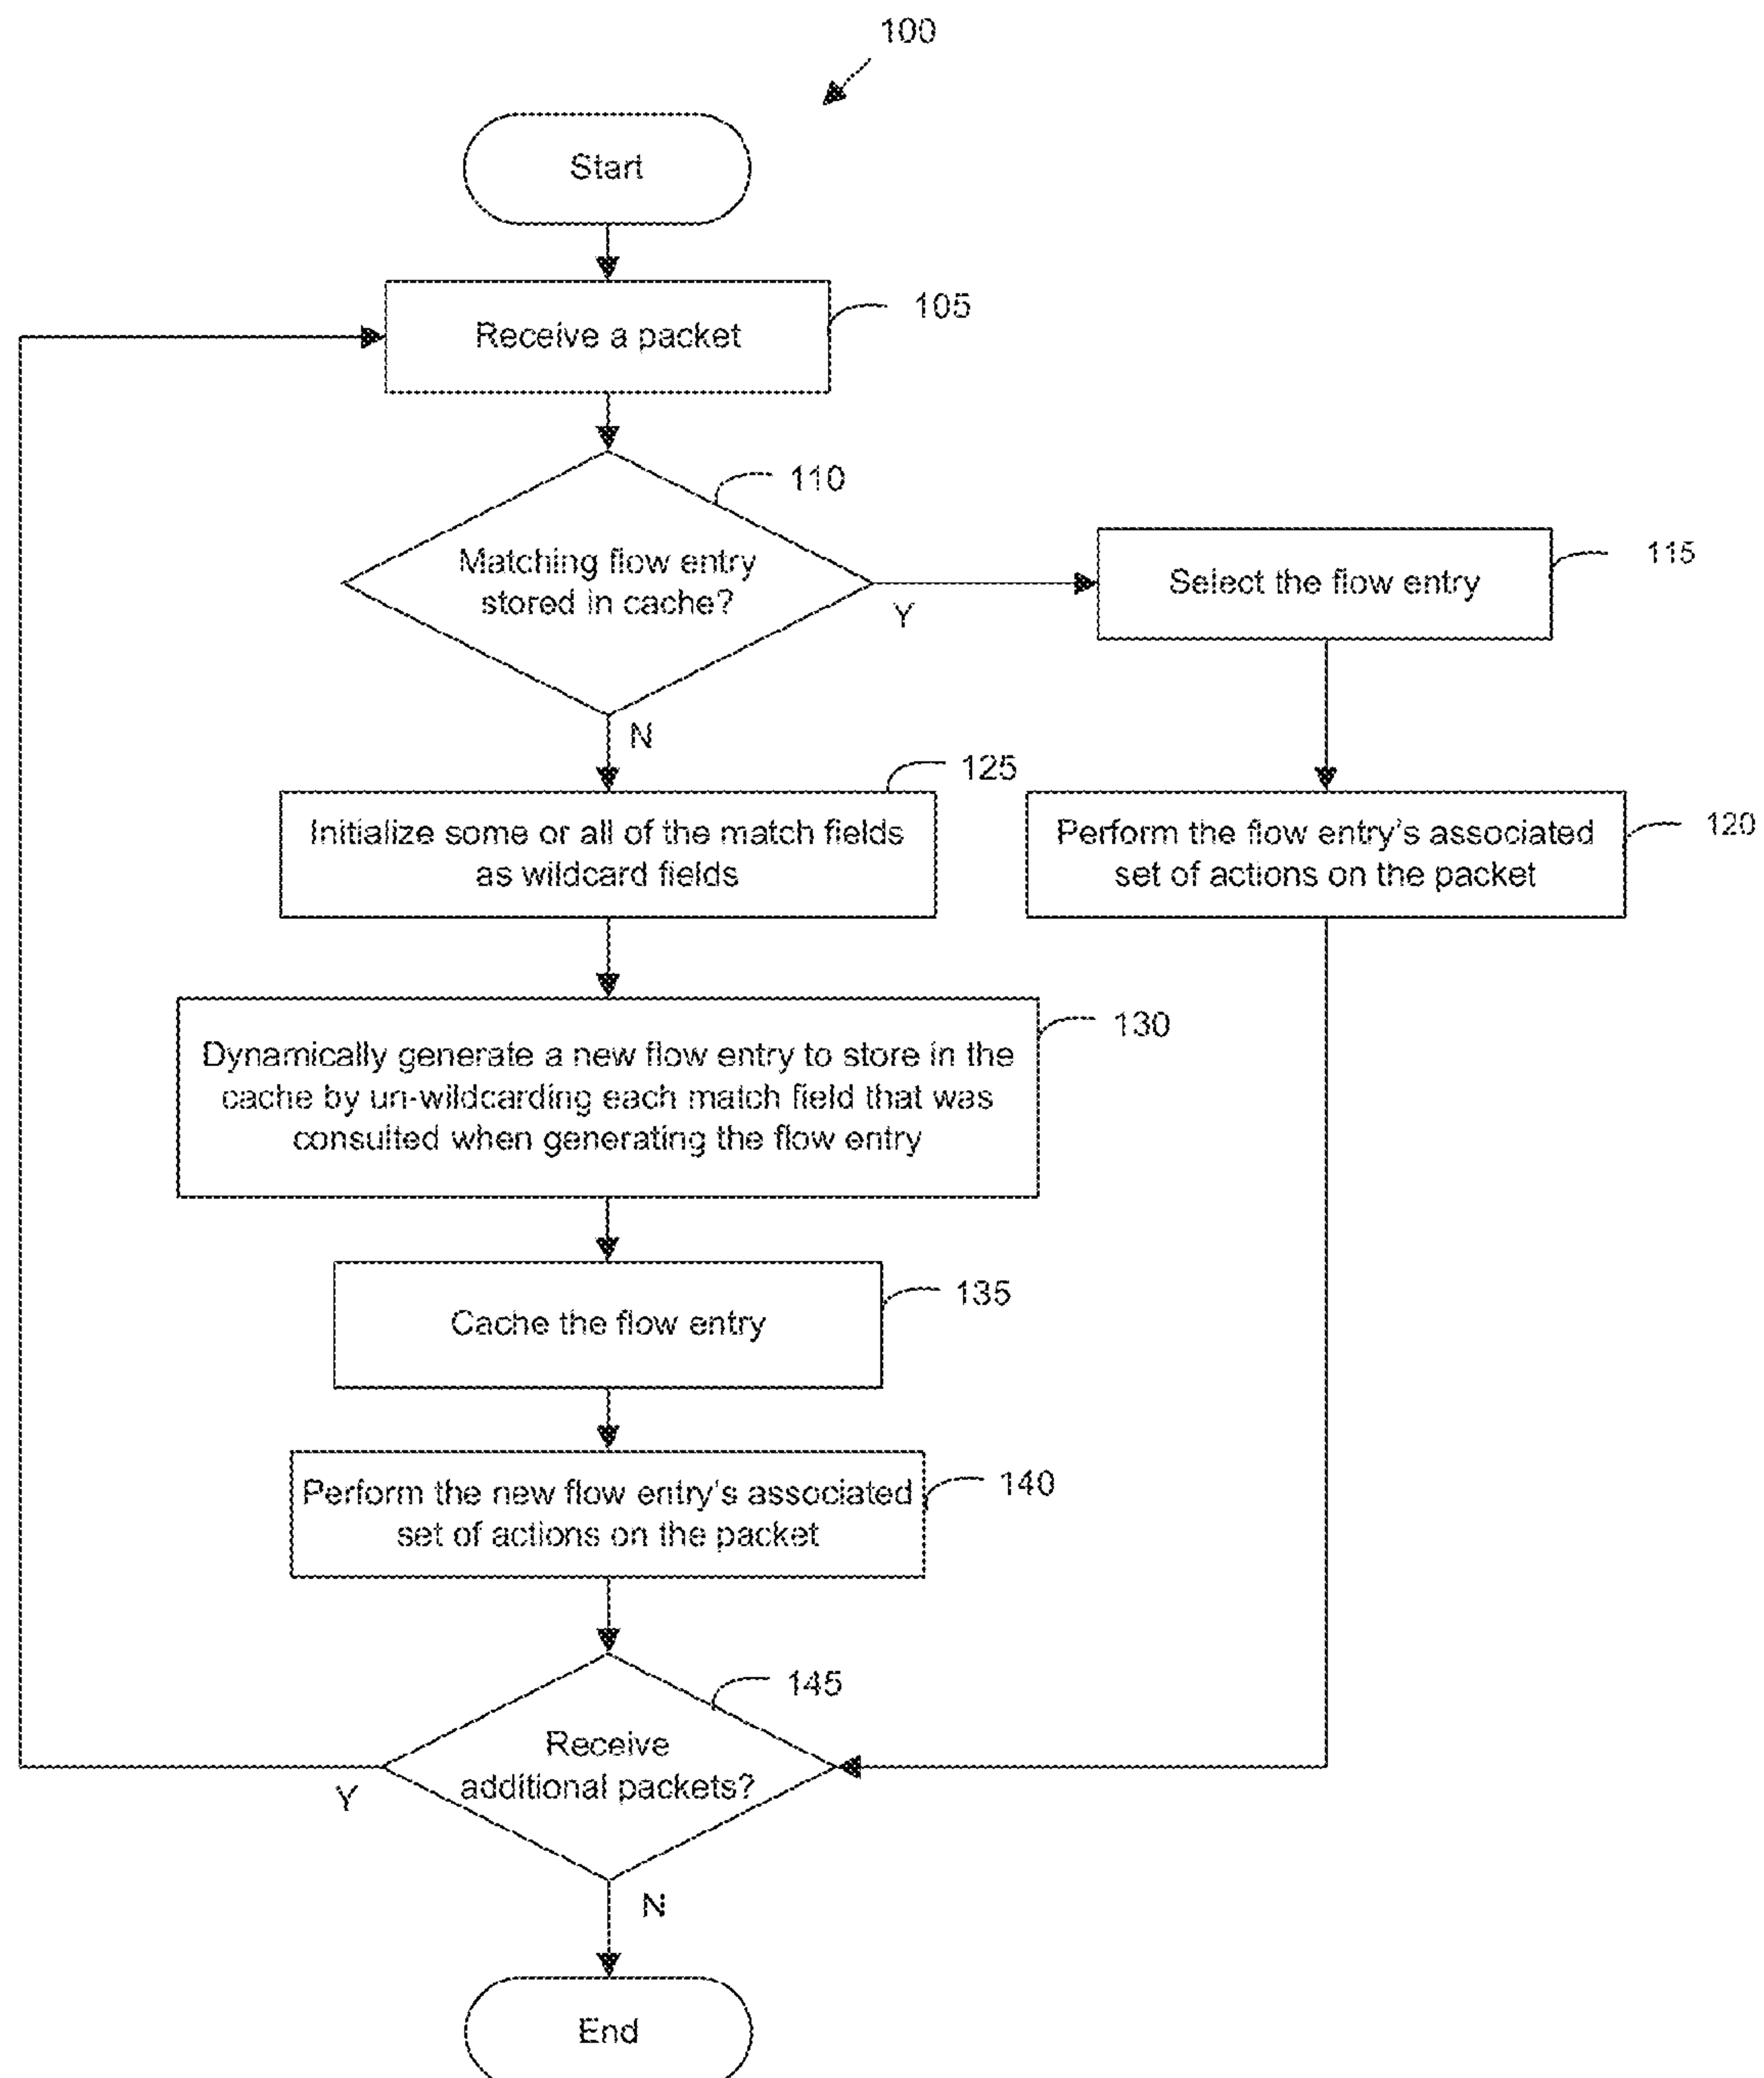 100
Start
Receive a packet
105
Matching flow entry
stored in cache?
110
Y
N
Select the flow entry
115
Initialize some or all of the match fields
as wildcard fields
125
Perform the flow entry's associated
set of actions on the packet
120
Dynamically generate a new flow entry to store in the
cache by un-wildcarding each match field that was
consulted when generating the flow entry
130
Cache the flow entry
135
Perform the new flow entry's associated
set of actions on the packet
140
Receive
additional packets?
145
Y
N
End